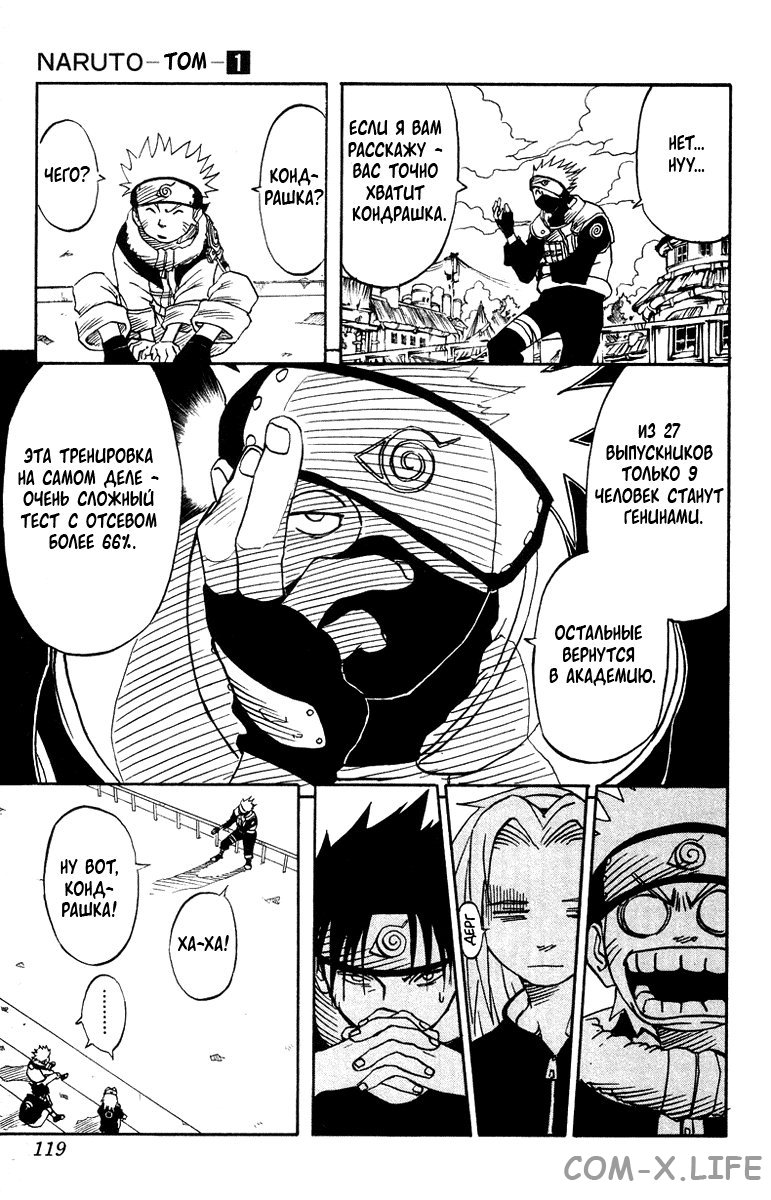 NARUTO-ТОМ-1
НЕТ...
НУУ...
ЕСЛИ Я ВАМ
РАССКАЖУ -
ВАС ТОЧНО
ХВАТИТ
КОНДРАШКА.
КОНД-
РАШКА?
ЧЕГО?
ИЗ 27
ВЫПУСКНИКОВ
ТОЛЬКО 9
ЧЕЛОВЕК СТАНУТ
ГЕНИНАМИ.
ОСТАЛЬНЫЕ
ВЕРНУТСЯ
В АКАДЕМИЮ.
ЭТА ТРЕНИРОВКА
НА САМОМ ДЕЛЕ -
ОЧЕНЬ СЛОЖНЫЙ
ТЕСТ С ОТСЕВОМ
БОЛЕЕ 66%.
ДЕРГ
ХА-ХА!
НУ ВОТ,
КОНД-
РАШКА!
........
119
COM-X.LIFE